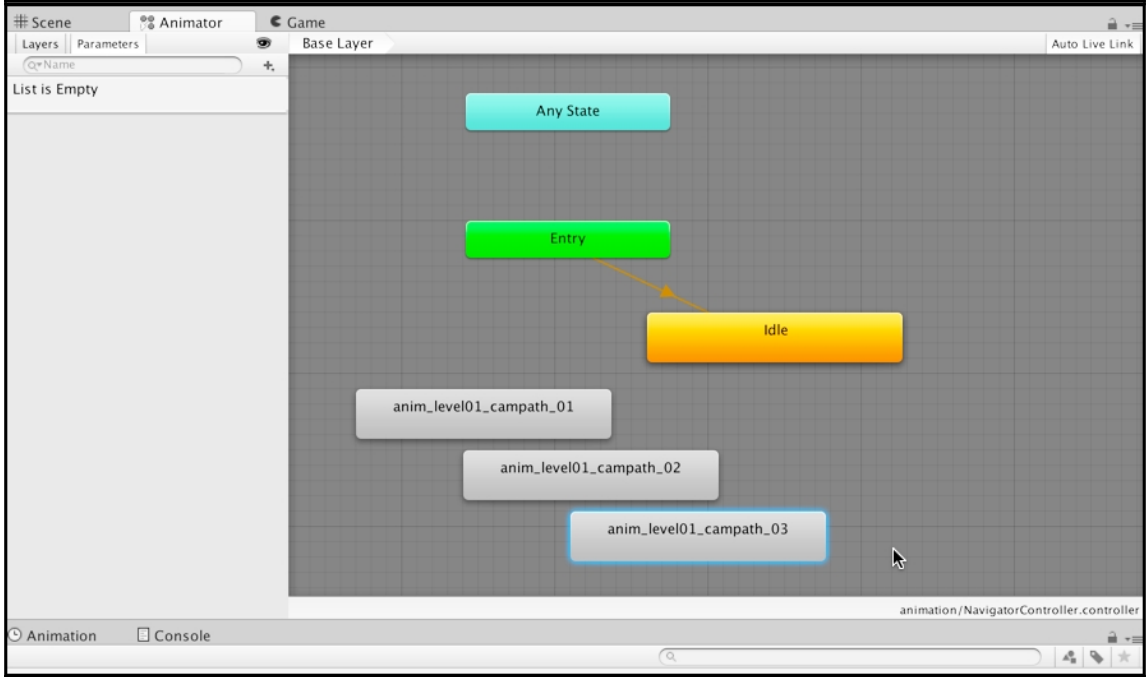 Scene
Animator
Game
Layers
Parameters
Base Layer
Auto Live Link
Name
List is Empty
Any State
Entry
Idle
anim_level01_campath_01
anim_level01_campath_02
anim_level01_campath_03
animation/NavigatorController.controller
Animation
Console